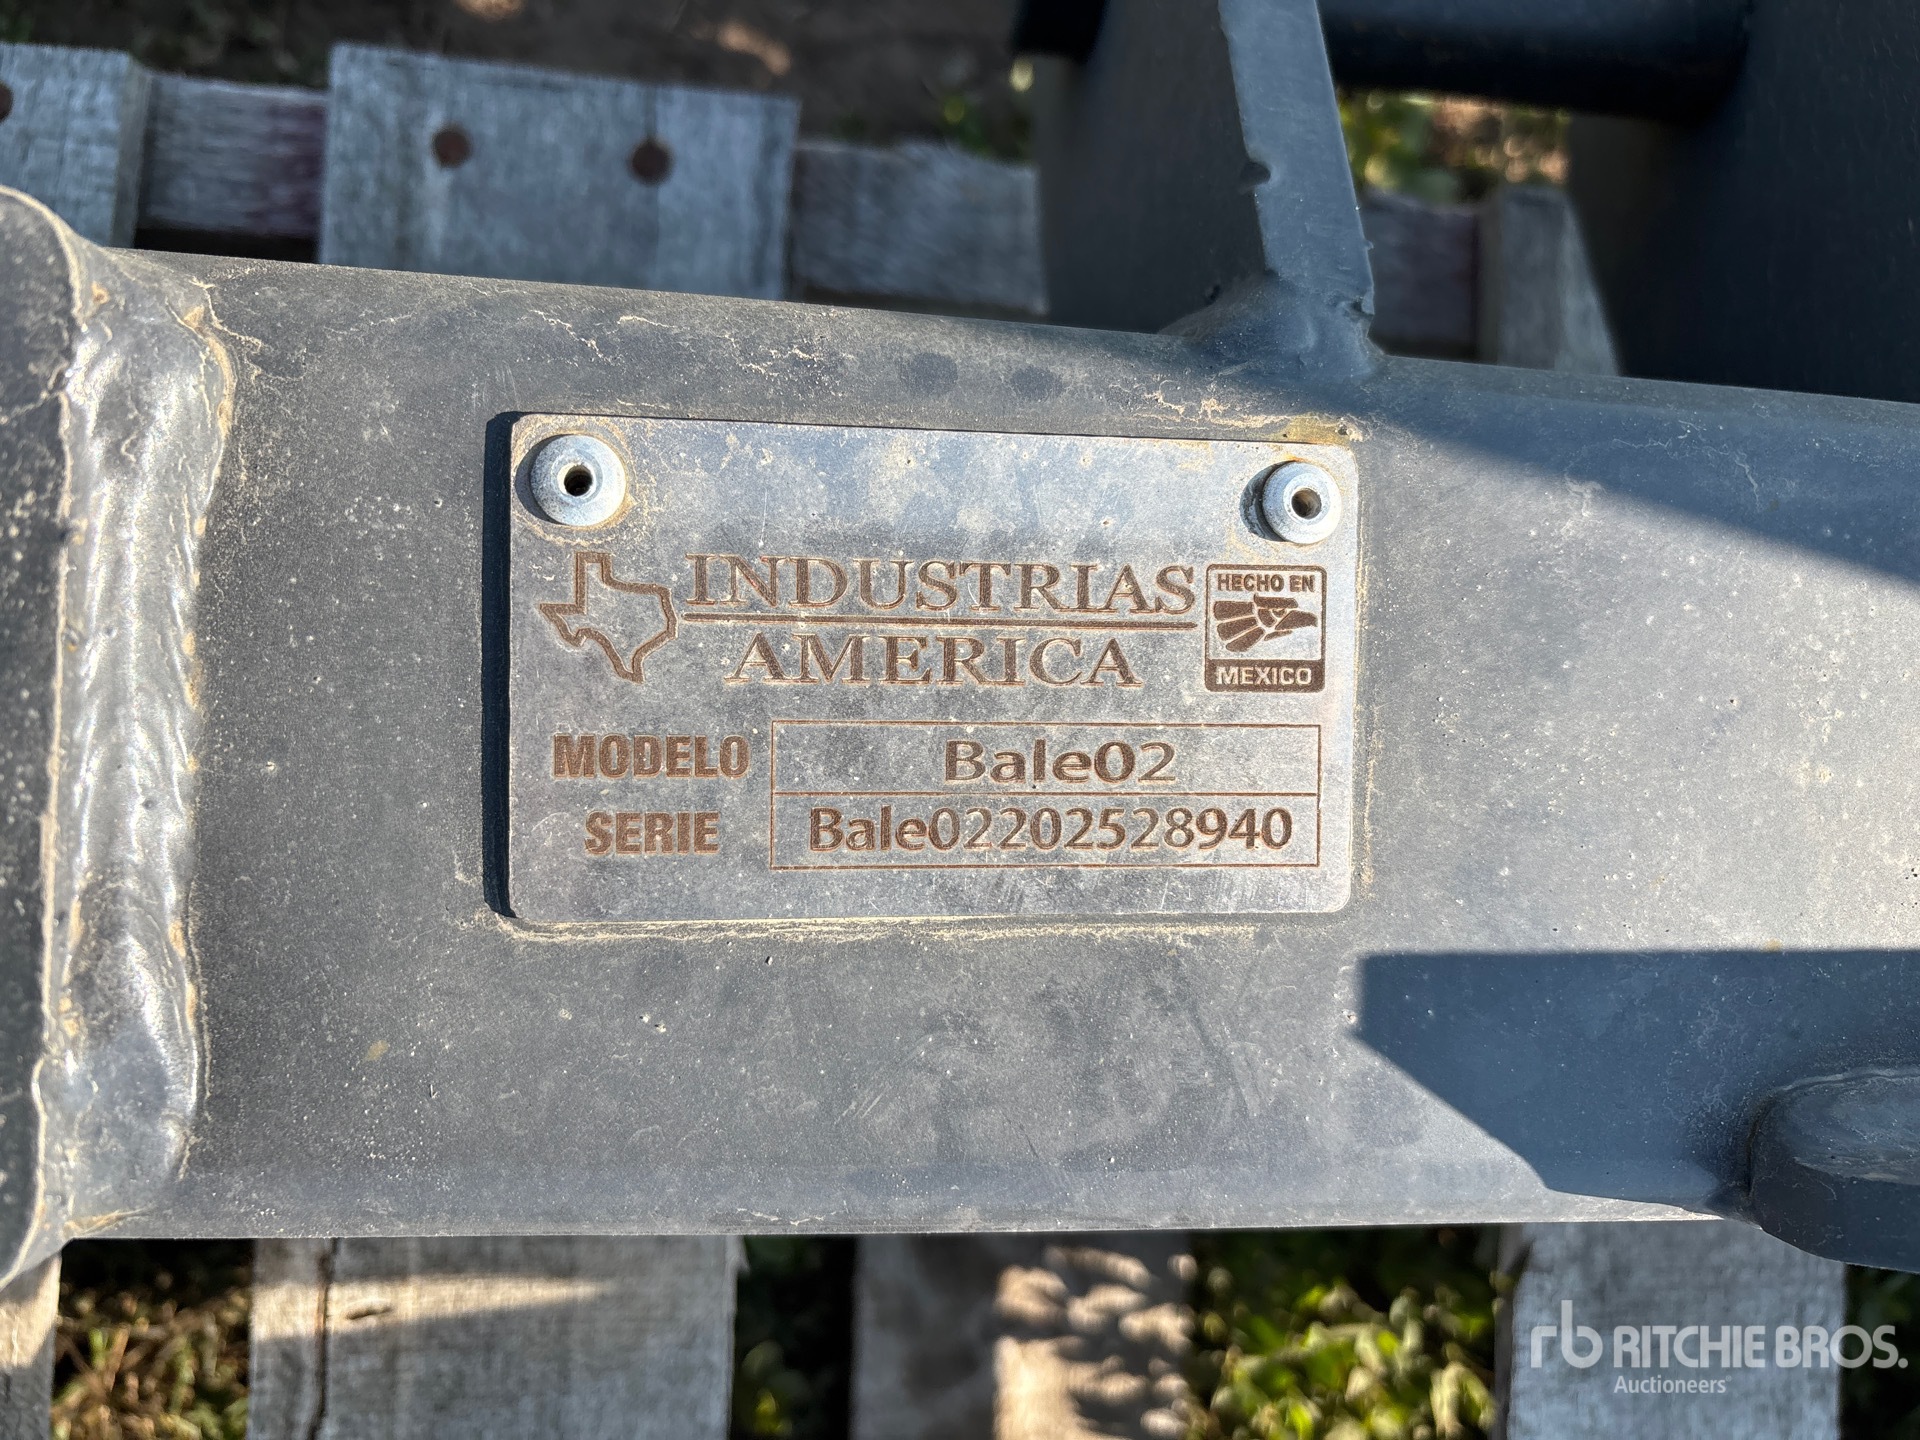 INDUSTRIAS
AMERICA
HECHO EN
MEXICO
MODELO Bale02
SERIE Bale02202528940
rb RITCHIE BROS.
Auctioneers